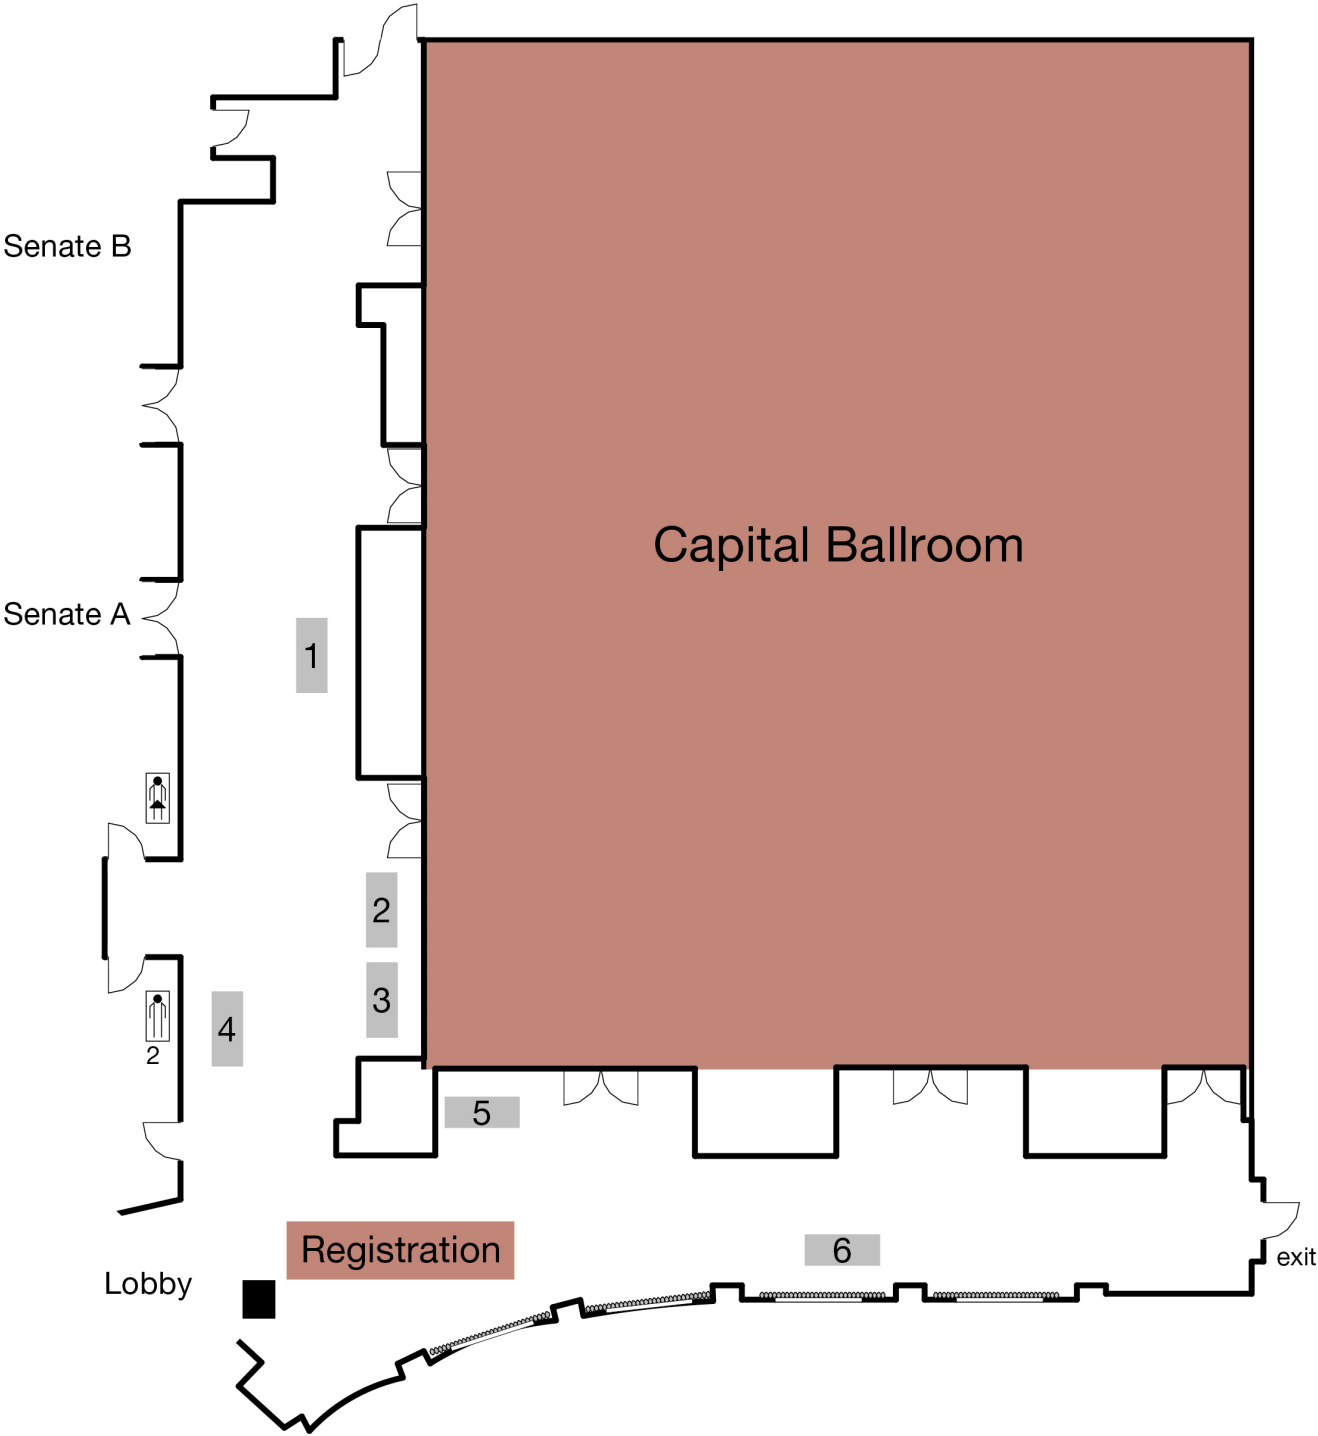 Senate B
Capital Ballroom
Senate A
1
2
3
4
2
5
Registration
6
exit
Lobby